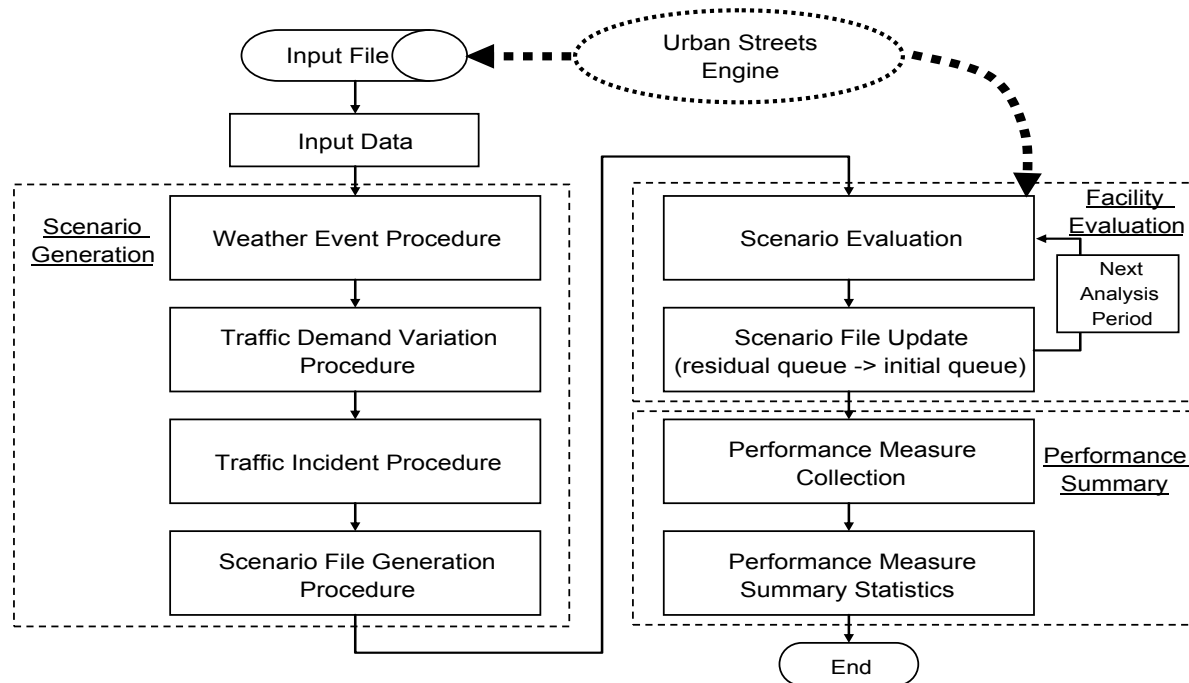 Input File
Urban Streets
Engine
Input Data
Scenario
Generation
Weather Event Procedure
Traffic Demand Variation
Procedure
Traffic Incident Procedure
Scenario File Generation
Procedure
Facility
Evaluation
Scenario Evaluation
Next
Analysis
Period
Scenario File Update
(residual queue -> initial queue)
Performance Measure
Collection
Performance
Summary
Performance Measure
Summary Statistics
End